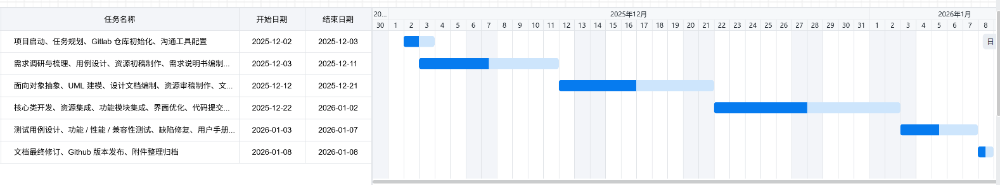 任务名称 开始日期 结束日期 20... 2025年12月 2026年1月
30 1 2 3 4 5 6 7 8 9 10 11 12 13 14 15 16 17 18 19 20 21 22 23 24 25 26 27 28 29 30 31 1 2 3 4 5 6 7 8
项目启动、任务规划、Gitlab 仓库初始化、沟通工具配置 2025-12-02 2025-12-03 日
需求调研与梳理、用例设计、资源初稿制作、需求说明书编制... 2025-12-03 2025-12-11
面向对象抽象、UML 建模、设计文档编制、资源审稿制作、文... 2025-12-12 2025-12-21
核心类开发、资源集成、功能模块集成、界面优化、代码提交... 2025-12-22 2026-01-02
测试用例设计、功能 / 性能 / 兼容性测试、缺陷修复、用户手册... 2026-01-03 2026-01-07
文档最终修订、Github 版本发布、附件整理归档 2026-01-08 2026-01-08